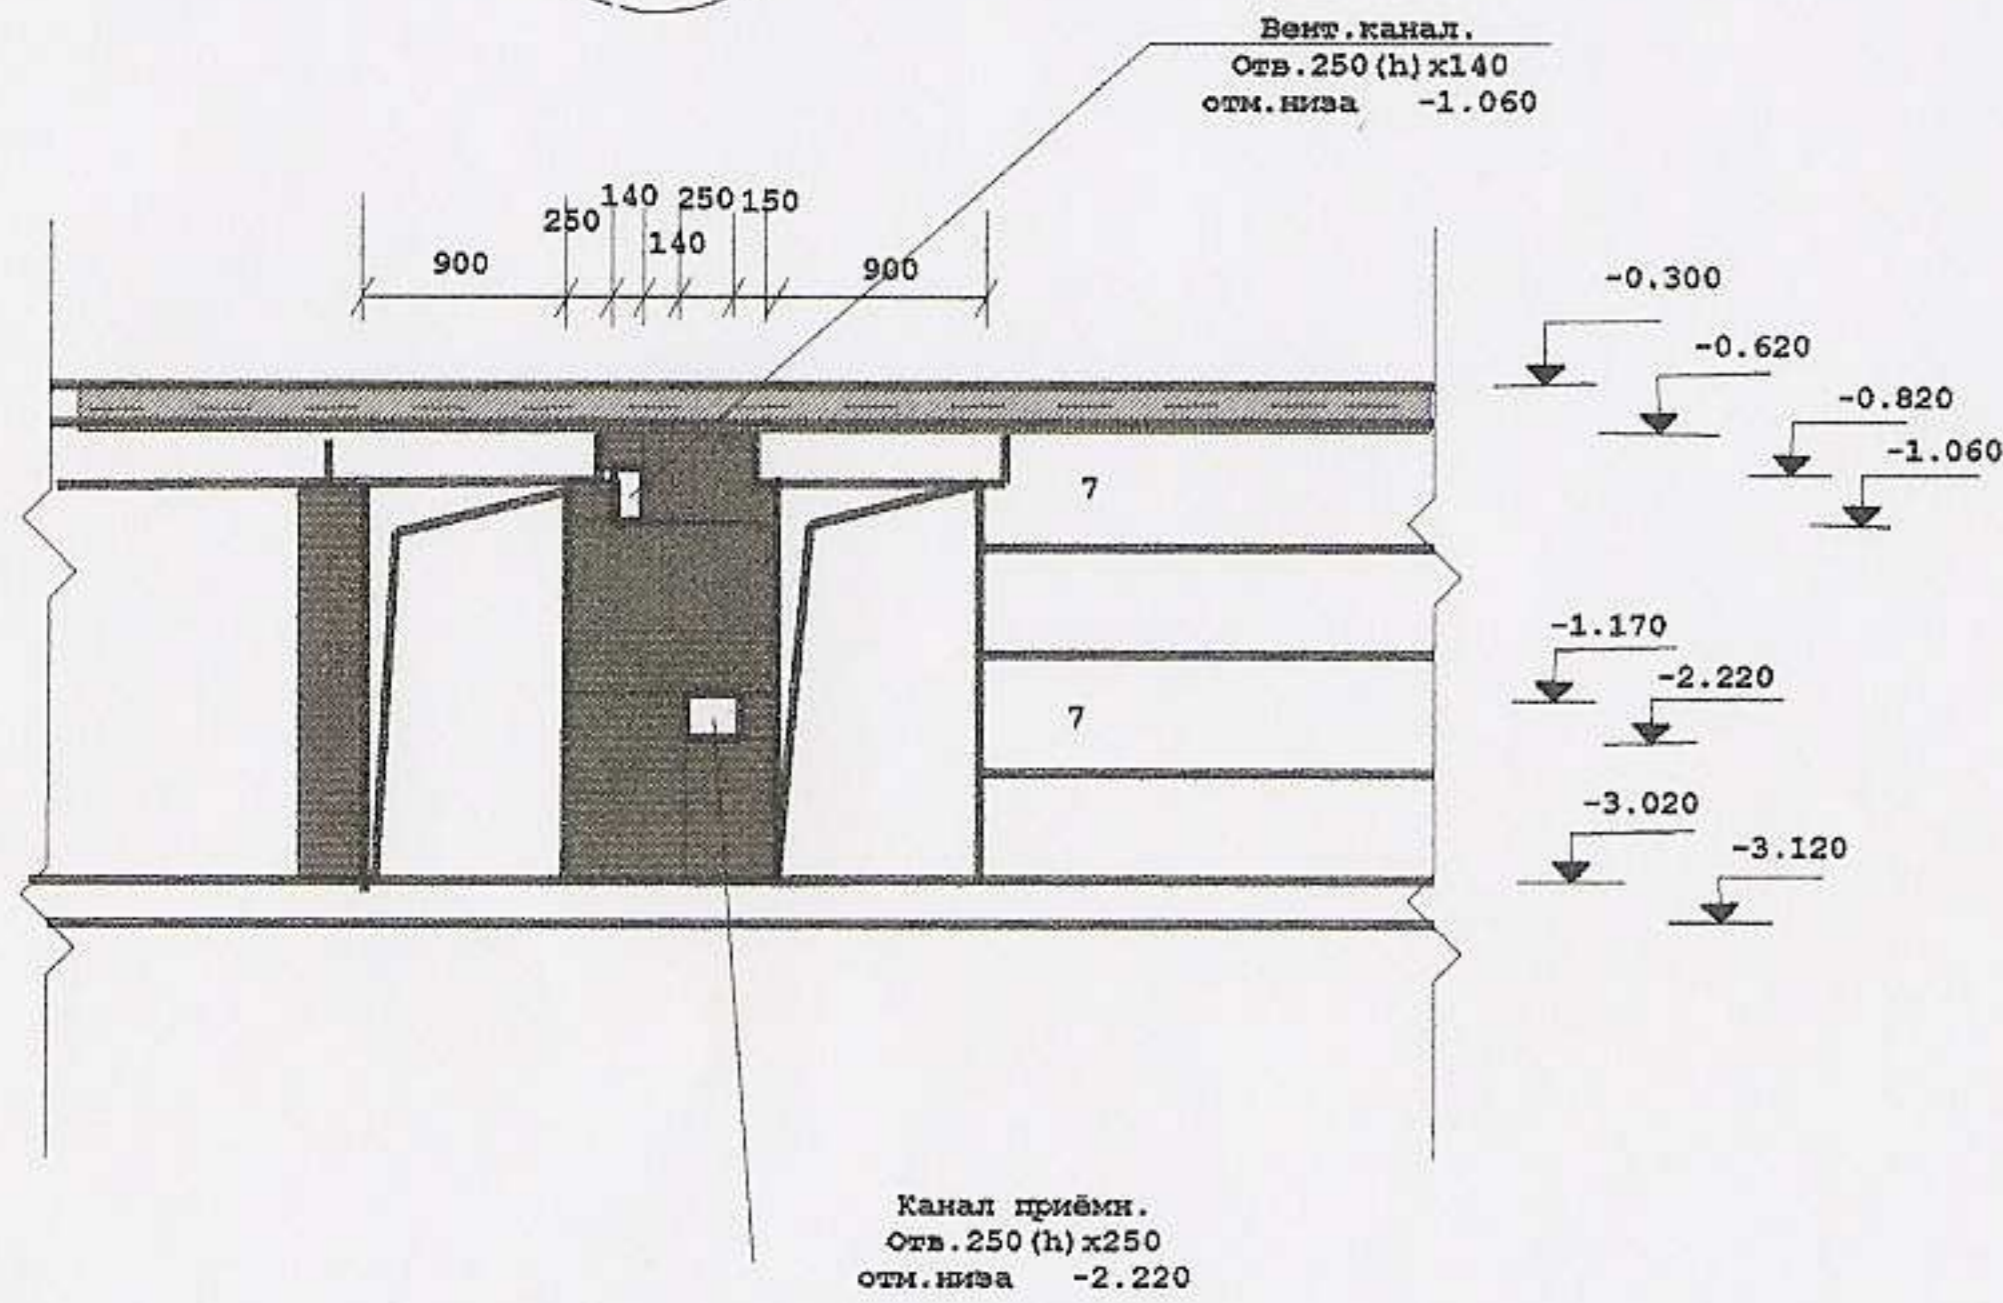 Вент.канал.
Отв.250(h)x140
отм.низа -1.060
140 250 150
250
140
900
900
-0.300
-0.620
-0.820
-1.060
7
-1.170
-2.220
7
-3.020
-3.120
Канал приёмн.
Отв.250(h)x250
отм.низа -2.220